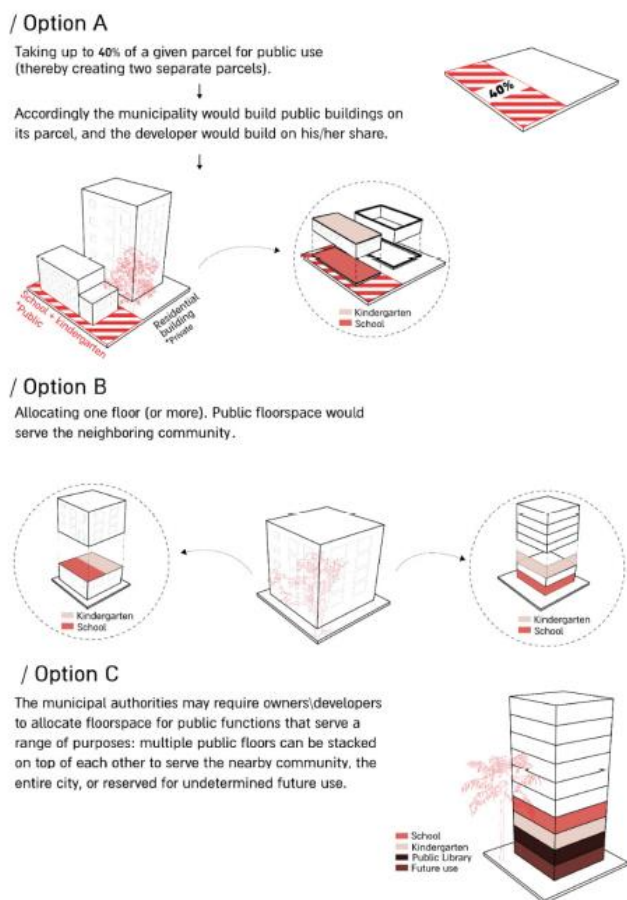 / Option A
Taking up to 40% of a given parcel for public use
(thereby creating two separate parcels).
40%
Accordingly the municipality would build public buildings on
its parcel, and the developer would build on his/her share.
School + kindergarten
*Public
Residential
building
*Private
Kindergarten
School
/ Option B
Allocating one floor (or more). Public floorspace would
serve the neighboring community.
Kindergarten
School
Kindergarten
School
/ Option C
The municipal authorities may require owners\developers
to allocate floorspace for public functions that serve a
range of purposes: multiple public floors can be stacked
on top of each other to serve the nearby community, the
entire city, or reserved for undetermined future use.
School
Kindergarten
Public Library
Future use